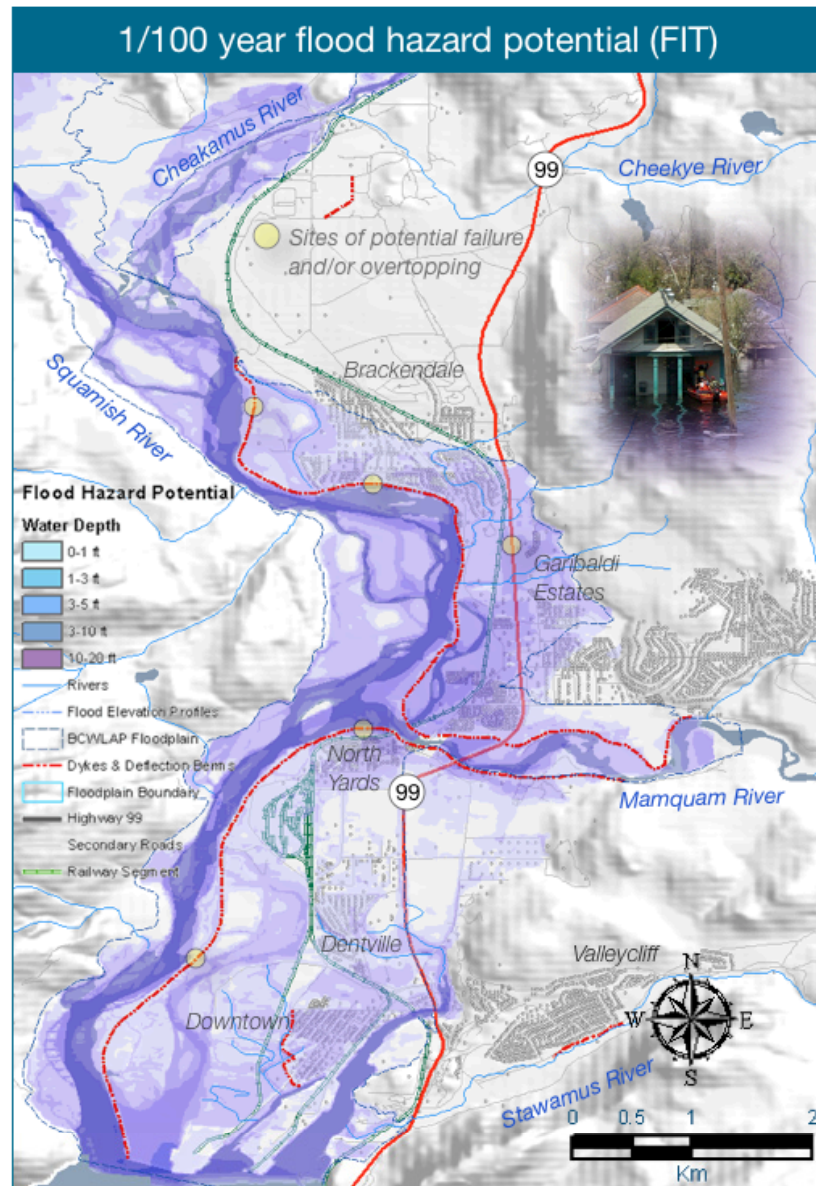 1/100 year flood hazard potential (FIT)
Cheakamus River
99
Cheekye River
Sites of potential failure
and/or overtopping
Squamish River
Brackendale
Flood Hazard Potential
Water Depth
0-1 ft
1-3 ft
3-5 ft
3-10 ft
10-20 ft
Rivers
Flood Elevation Profiles
BCWLAP Floodplain
Dykes & Deflection Berms
Floodplain Boundary
Highway 99
Secondary Roads
Railway Segment
Garibaldi
Estates
North
Yards
99
Mamquam River
Dentville
Valleycliff
Downtown
N
W
E
S
Stawamus River
0 0.5 1 2
Km